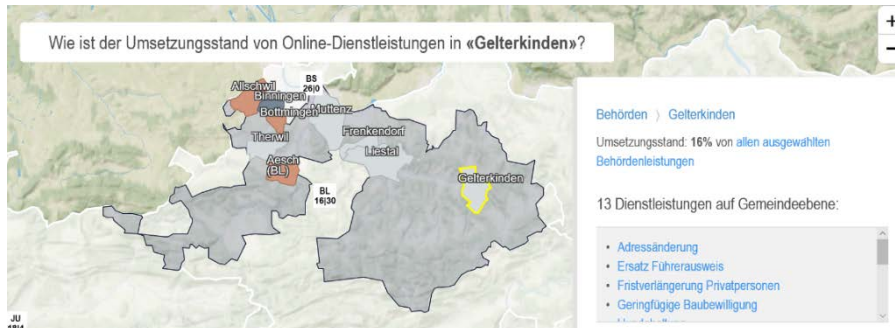 Wie ist der Umsetzungsstand von Online-Dienstleistungen in «Gelterkinden»?
+
−
BS
26|0
Allschwil
Binningen
Bottmingen
Muttenz
Therwil
Frenkendorf
Liestal
Aesch
(BL)
BL
16|30
Gelterkinden
JU
18|4
Behörden 〉 Gelterkinden
Umsetzungsstand: 16% von allen ausgewählten
Behördenleistungen
13 Dienstleistungen auf Gemeindeebene:
• Adressänderung
• Ersatz Führerausweis
• Fristverlängerung Privatpersonen
• Geringfügige Baubewilligung